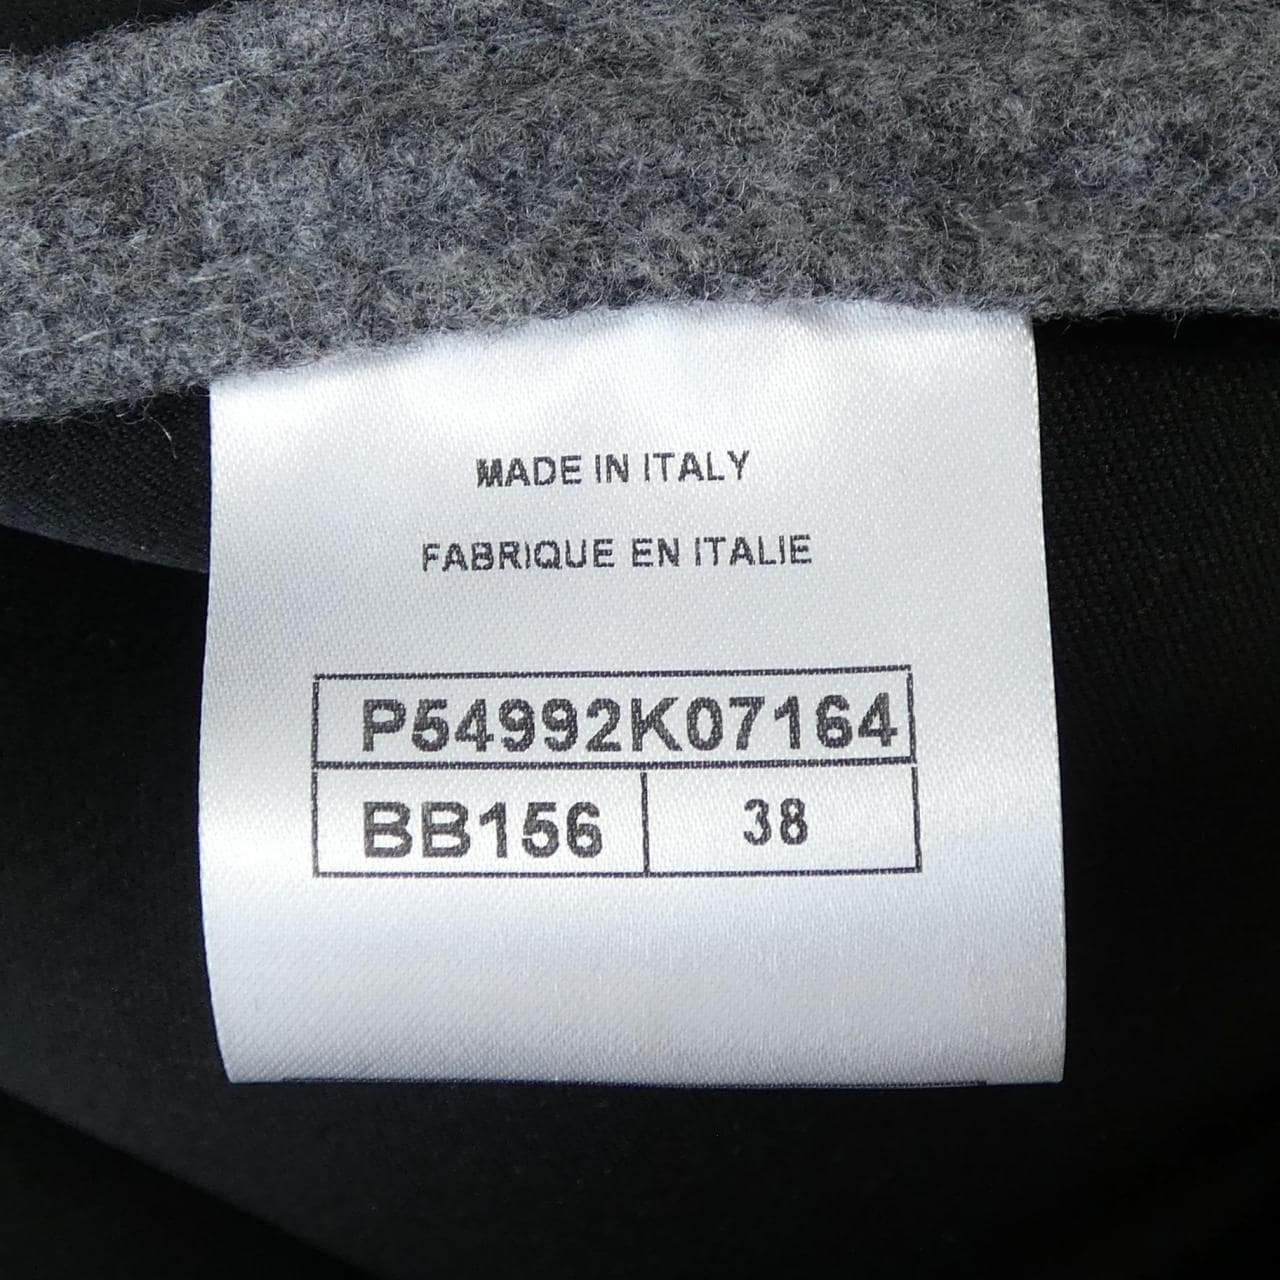 MADE IN ITALY
FABRIQUE EN ITALIE
P54992K07164
BB156 38